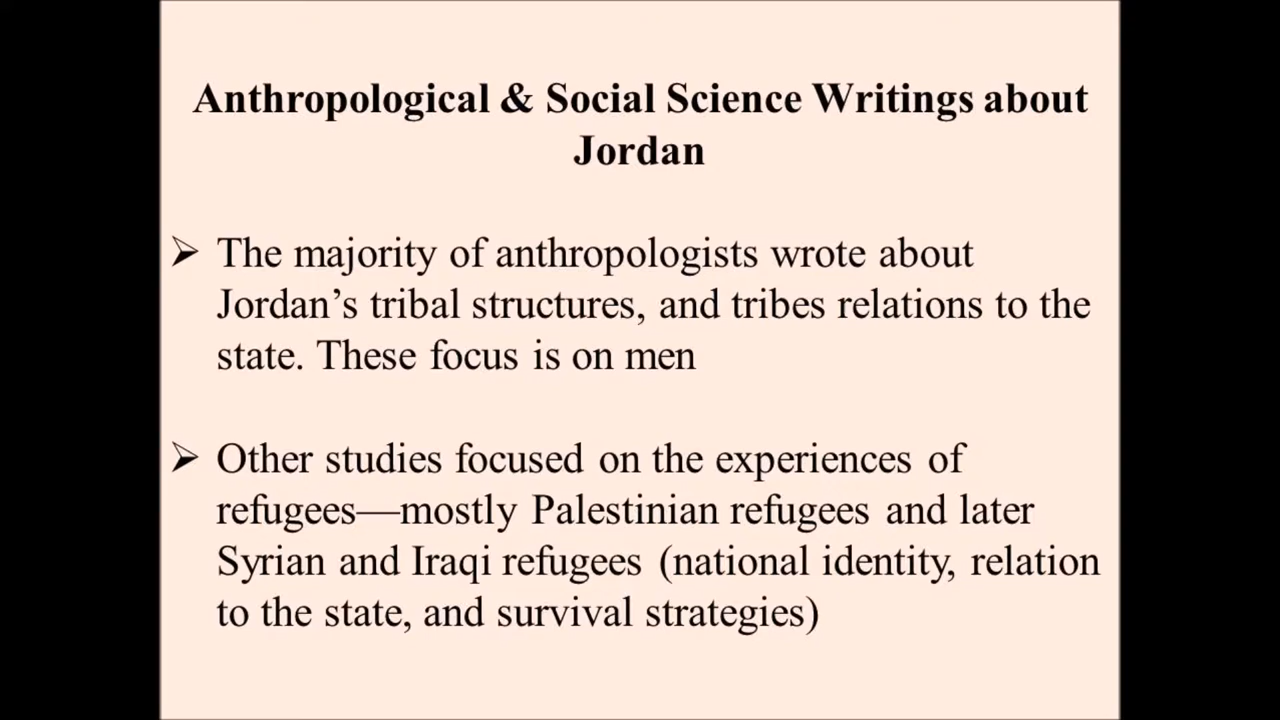 Anthropological & Social Science Writings about
Jordan
➢ The majority of anthropologists wrote about
Jordan’s tribal structures, and tribes relations to the
state. These focus is on men
➢ Other studies focused on the experiences of
refugees—mostly Palestinian refugees and later
Syrian and Iraqi refugees (national identity, relation
to the state, and survival strategies)